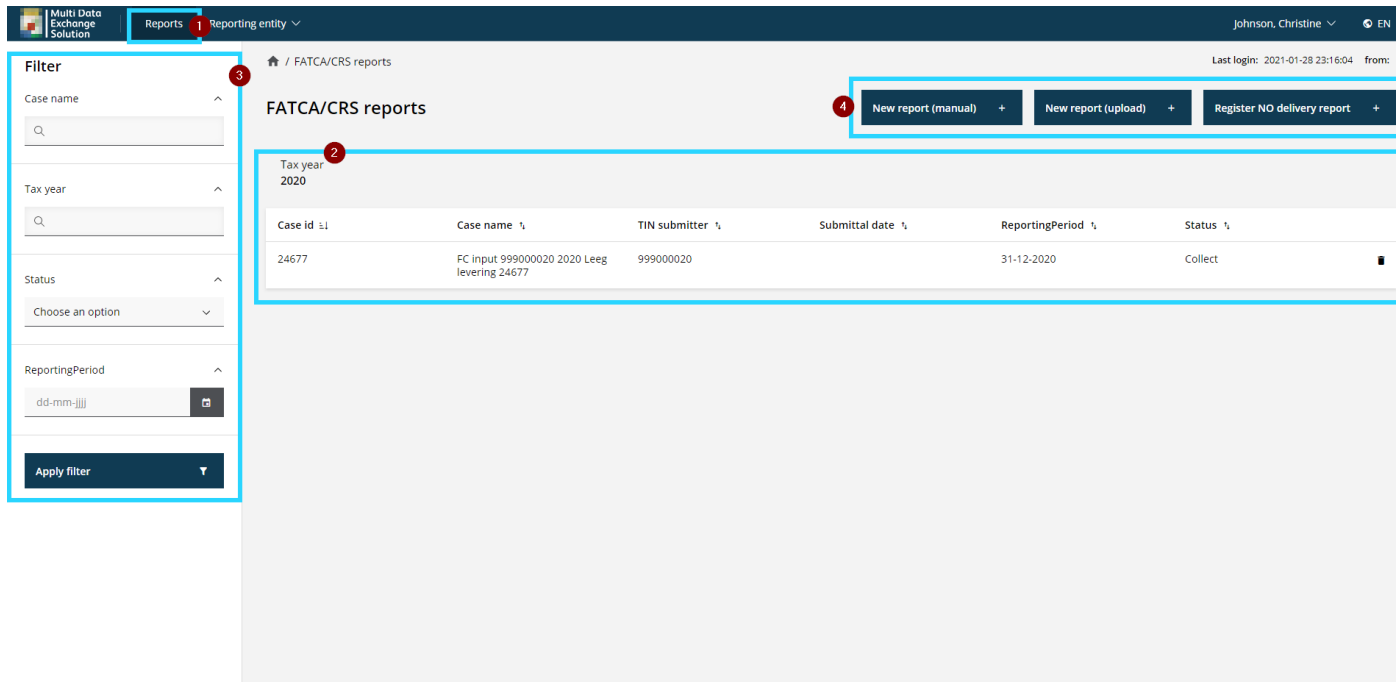 Multi Data
Exchange
Solution
Reports
1
Reporting entity
Johnson, Christine
EN
Filter
3
Case name
Tax year
Status
Choose an option
ReportingPeriod
dd-mm-jjjj
Apply filter
/ FATCA/CRS reports
Last login: 2021-01-28 23:16:04 from:
FATCA/CRS reports
4
New report (manual) +
New report (upload) +
Register NO delivery report +
2
Tax year
2020
Case id
Case name
TIN submitter
Submittal date
ReportingPeriod
Status
24677
FC input 999000020 2020 Leeg
levering 24677
999000020
31-12-2020
Collect